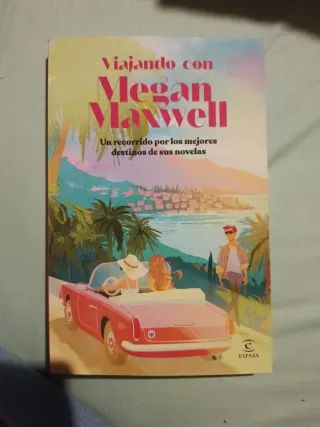 Viajando con
Megan
Maxwell
Un recorrido por los mejores
destinos de sus novelas
e
ESPASA